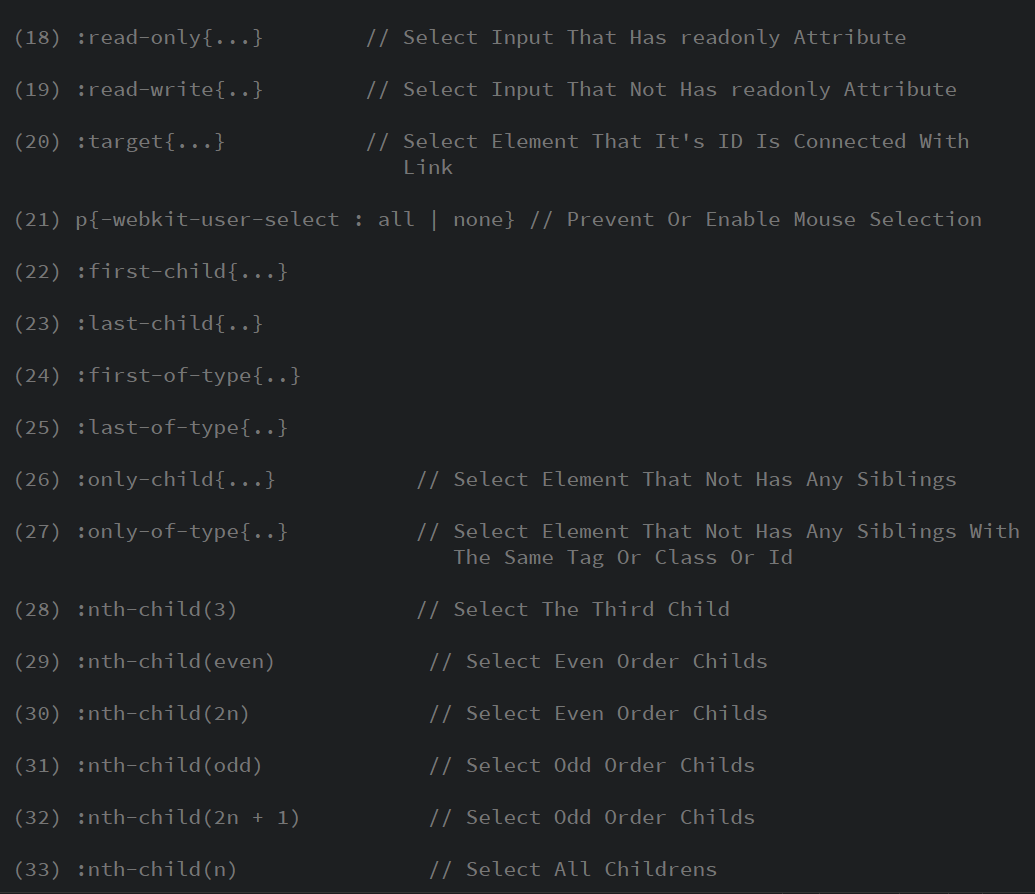 (18) :read-only{...} // Select Input That Has readonly Attribute
(19) :read-write{..} // Select Input That Not Has readonly Attribute
(20) :target{...} // Select Element That It's ID Is Connected With
Link
(21) p{-webkit-user-select : all | none} // Prevent Or Enable Mouse Selection
(22) :first-child{...}
(23) :last-child{..}
(24) :first-of-type{..}
(25) :last-of-type{..}
(26) :only-child{...} // Select Element That Not Has Any Siblings
(27) :only-of-type{..} // Select Element That Not Has Any Siblings With
The Same Tag Or Class Or Id
(28) :nth-child(3) // Select The Third Child
(29) :nth-child(even) // Select Even Order Childs
(30) :nth-child(2n) // Select Even Order Childs
(31) :nth-child(odd) // Select Odd Order Childs
(32) :nth-child(2n + 1) // Select Odd Order Childs
(33) :nth-child(n) // Select All Childrens